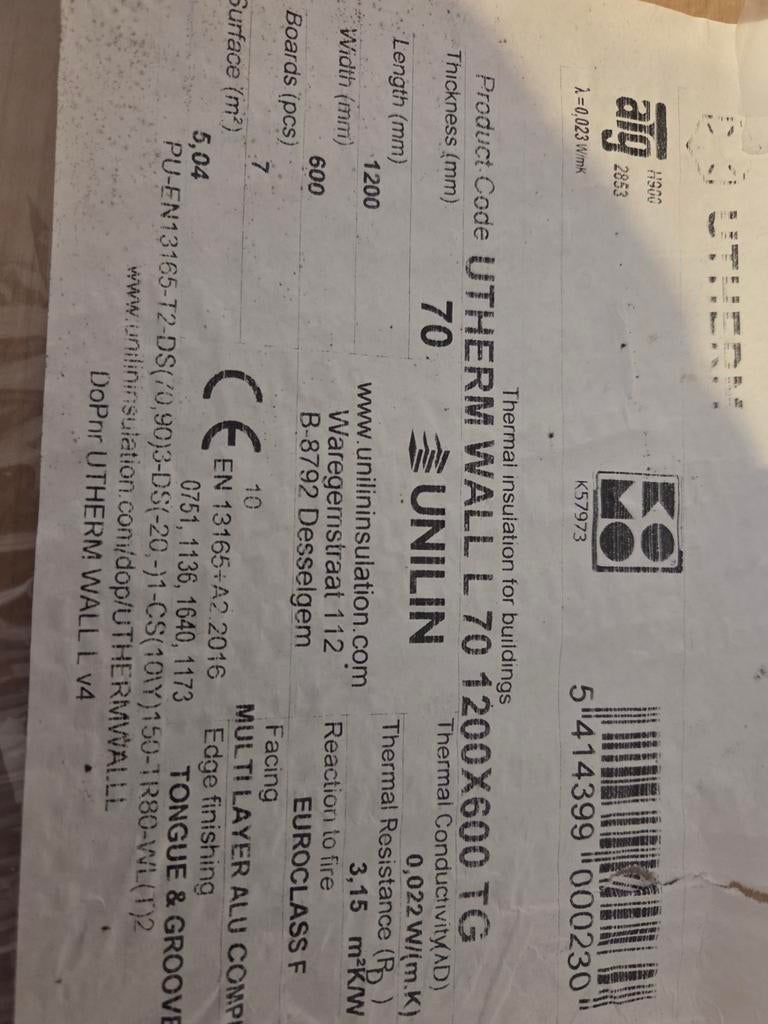 UTHERM
atg H900
2853
λ=0,023 W/mK
KOMO
K57973
5 414399 000230
Thermal insulation for buildings
Product Code UTHERM WALL L 70 1200X600 TG
Thickness (mm) 70
Length (mm) 1200
Width (mm) 600
Boards (pcs) 7
Surface (m²) 5,04
UNILIN
www.unilininsulation.com
Waregemstraat 112
B-8792 Desselgem
Thermal Conductivity(λD)
0,022 W/(m.K)
Thermal Resistance (RD)
3,15 m²K/W
Reaction to fire
EUROCLASS F
Facing
MULTI LAYER ALU
Edge finishing
TONGUE & GROOVE
CE 10
EN 13165+A2:2016
0751, 1136, 1640, 1173
PU-EN13165-T2-DS(70,90)3-DS(-20,-)1-CS(10\Y)150-TR80-WL(T)2
www.unilininsulation.com/dop/UTHERMWALLL
DoPnr UTHERM WALL L v4